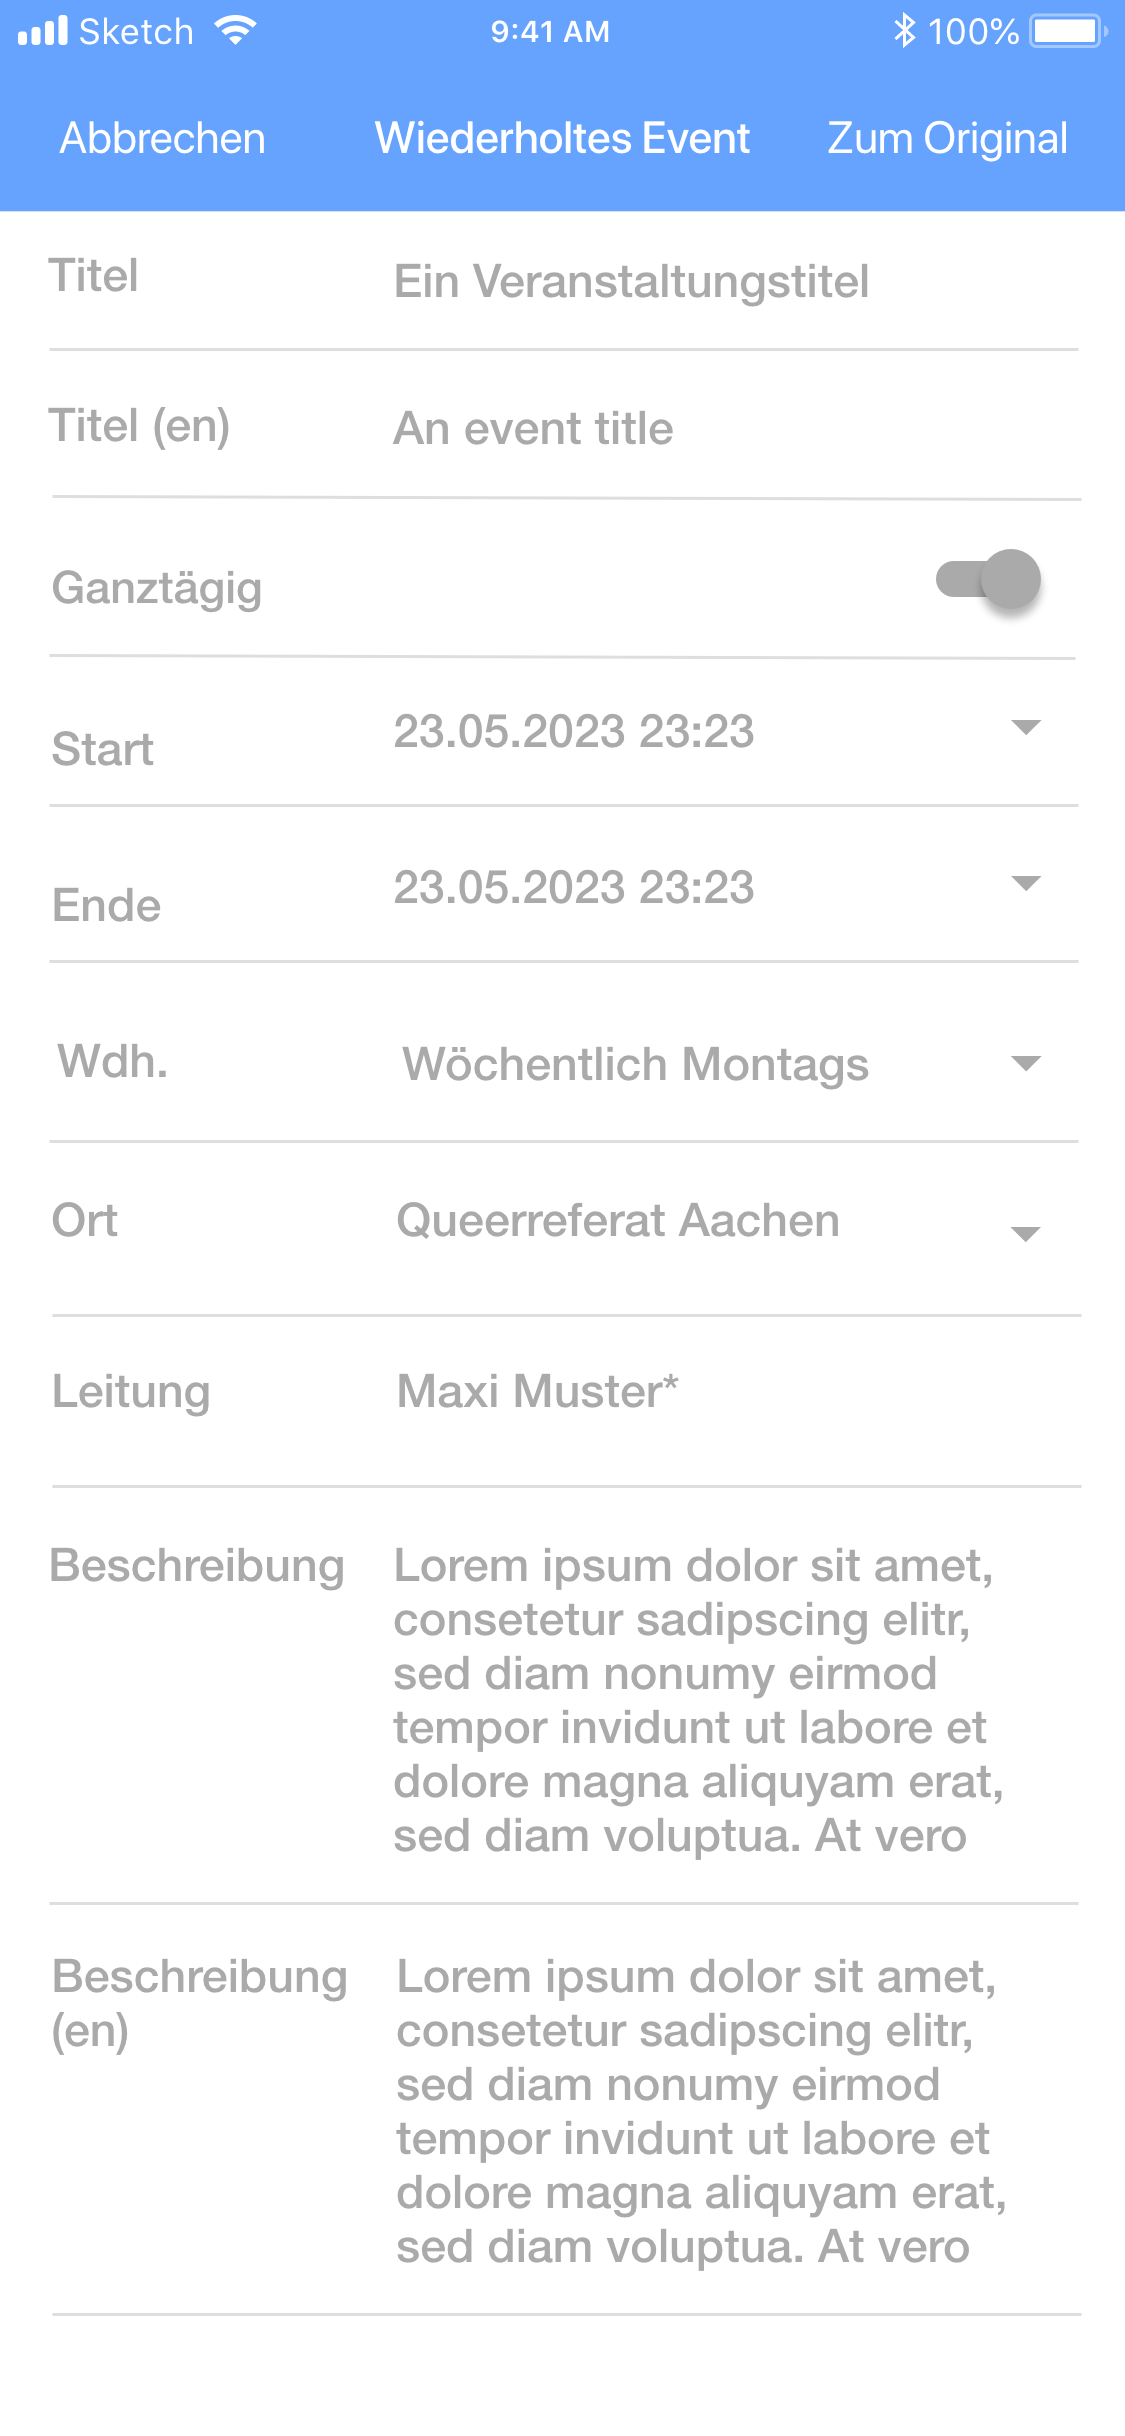 Sketch 9:41 AM 100%
Abbrechen Wiederholtes Event Zum Original
Titel Ein Veranstaltungstitel
Titel (en) An event title
Ganztägig
Start 23.05.2023 23:23
Ende 23.05.2023 23:23
Wdh. Wöchentlich Montags
Ort Queerreferat Aachen
Leitung Maxi Muster*
Beschreibung Lorem ipsum dolor sit amet,
consetetur sadipscing elitr,
sed diam nonumy eirmod
tempor invidunt ut labore et
dolore magna aliquyam erat,
sed diam voluptua. At vero
Beschreibung Lorem ipsum dolor sit amet,
(en) consetetur sadipscing elitr,
sed diam nonumy eirmod
tempor invidunt ut labore et
dolore magna aliquyam erat,
sed diam voluptua. At vero